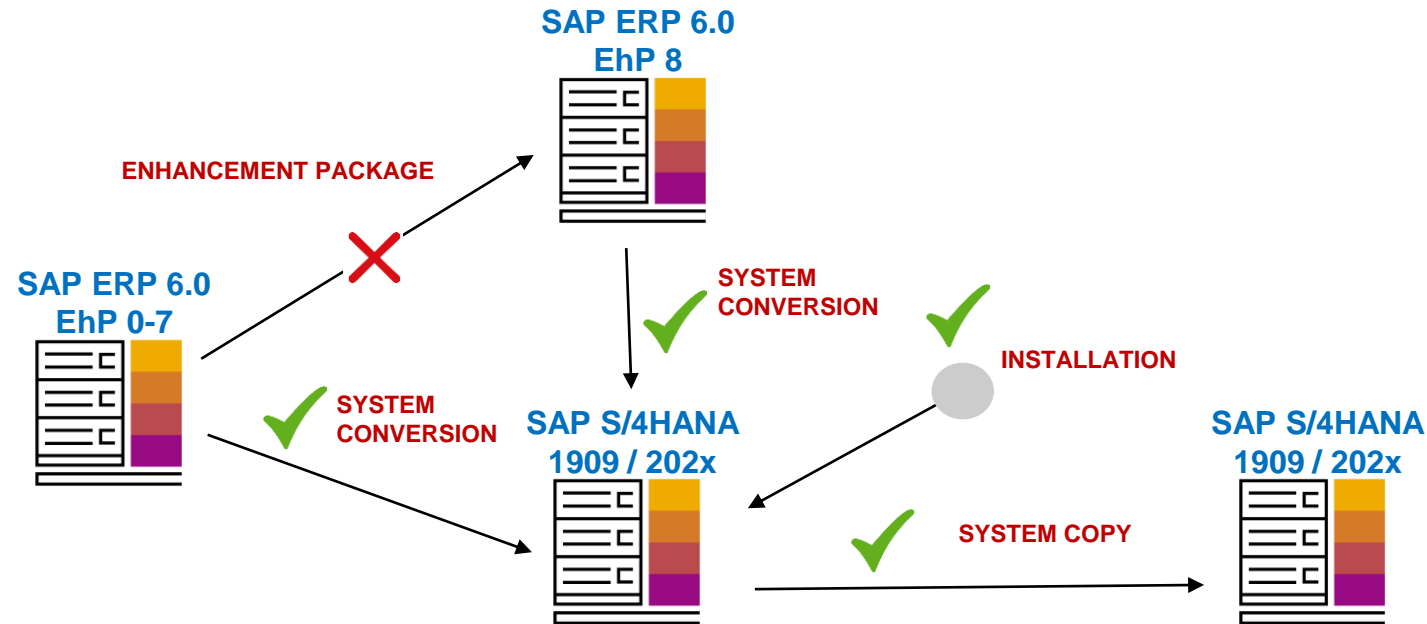 SAP ERP 6.0
EhP 8
ENHANCEMENT PACKAGE
SAP ERP 6.0
EhP 0-7
SYSTEM
CONVERSION
INSTALLATION
SYSTEM
CONVERSION
SAP S/4HANA
1909 / 202x
SAP S/4HANA
1909 / 202x
SYSTEM COPY